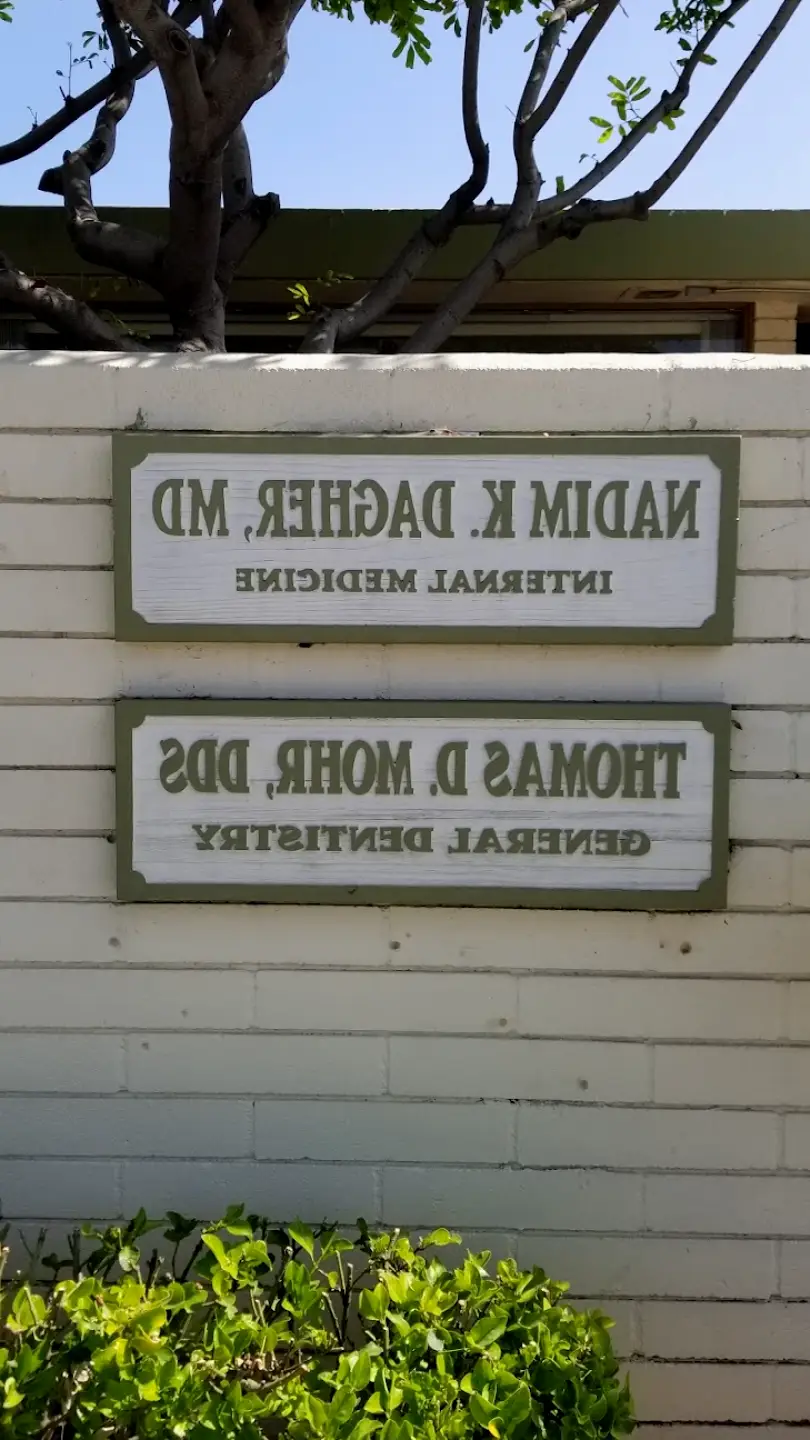 NADIM K. DAGHER, MD
INTERNAL MEDICINE
THOMAS D. MOHR, DDS
GENERAL DENTISTRY